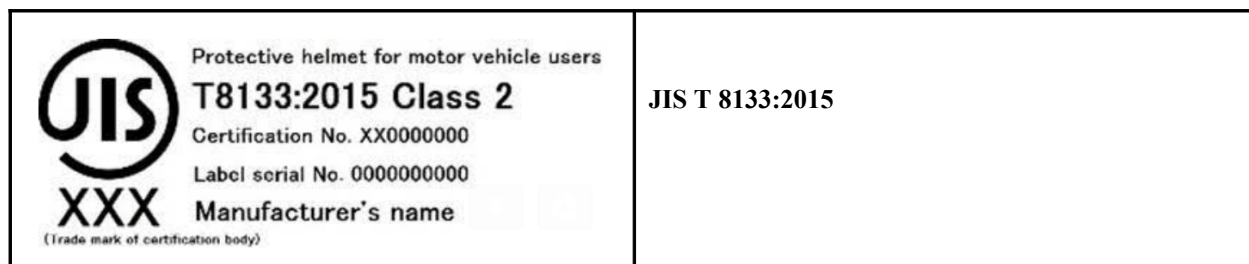 JIS
Protective helmet for motor vehicle users
T8133:2015 Class 2
Certification No. XX0000000
Label serial No. 0000000000
XXX
Manufacturer's name
(Trade mark of certification body)
JIS T 8133:2015